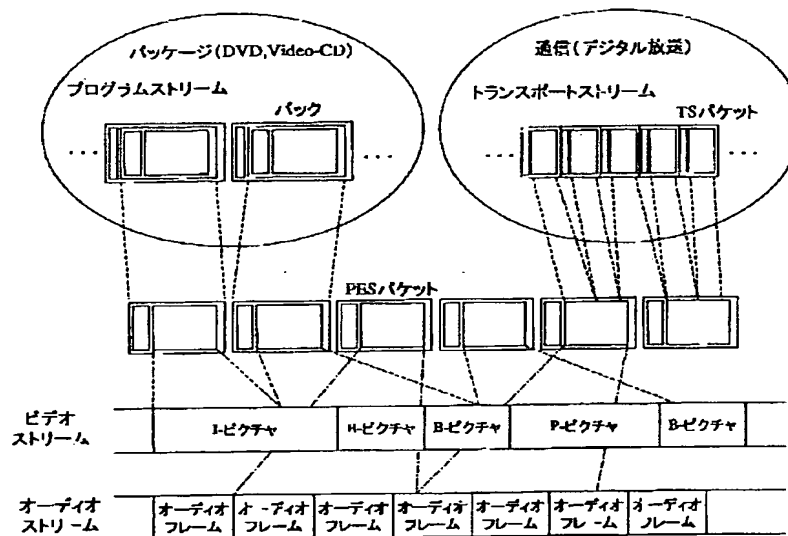 パッケージ(DVD,Video-CD)
プログラムストリーム
パック
通信(デジタル放送)
トランスポートストリーム
TSパケット
...
...
...
...
PESパケット
ビデオ
ストリーム
I-ピクチャ
B-ピクチャ
B-ピクチャ
P-ピクチャ
B-ピクチャ
オーディオ
ストリーム
オーディオ
フレーム
オーディオ
フレーム
オーディオ
フレーム
オーディオ
フレーム
オーディオ
フレーム
オーディオ
フレーム
オーディオ
フレーム